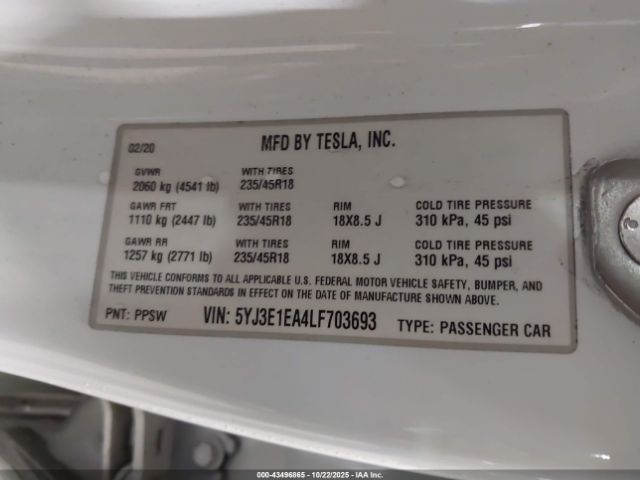 02/20 MFD BY TESLA, INC.
GVWR WITH TIRES
2060 kg (4541 lb) 235/45R18
GAWR FRT WITH TIRES RIM COLD TIRE PRESSURE
1110 kg (2447 lb) 235/45R18 18X8.5 J 310 kPa, 45 psi
GAWR RR WITH TIRES RIM COLD TIRE PRESSURE
1257 kg (2771 lb) 235/45R18 18X8.5 J 310 kPa, 45 psi
THIS VEHICLE CONFORMS TO ALL APPLICABLE U.S. FEDERAL MOTOR VEHICLE SAFETY, BUMPER, AND
THEFT PREVENTION STANDARDS IN EFFECT ON THE DATE OF MANUFACTURE SHOWN ABOVE.
PNT: PPSW VIN: 5YJ3E1EA4LF703693 TYPE: PASSENGER CAR
000-43496865 - 10/22/2025 - IAA Inc.